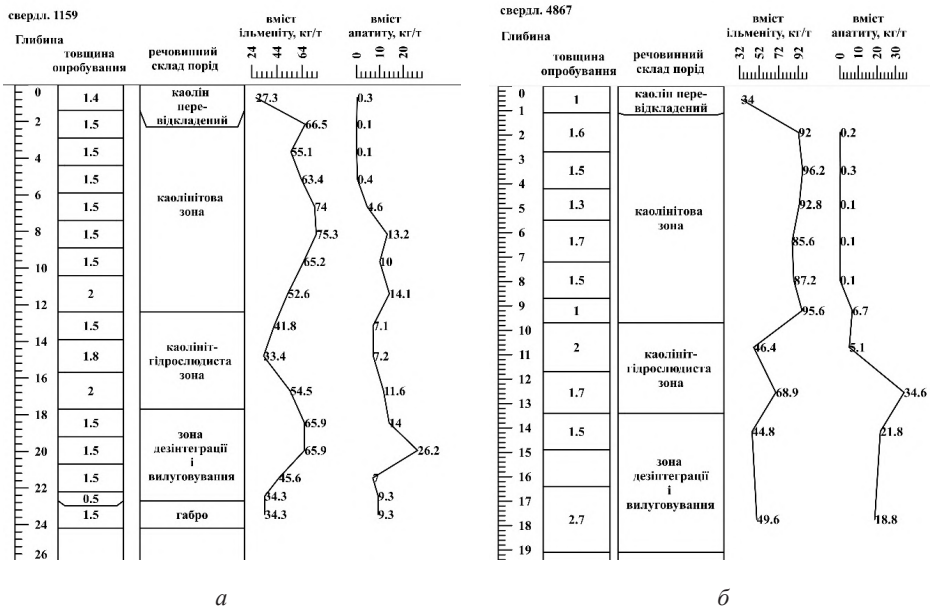 свердл. 1159
Глибина
товщина
опробування
речовинний
склад порід
вміст
ільменіту, кг/т
24 44 64
вміст
апатиту, кг/т
0 10 20
0
2
4
6
8
10
12
14
16
18
20
22
24
26
1.4
1.5
1.5
1.5
1.5
1.5
1.5
2
1.5
1.8
2
1.5
1.5
1.5
0.5
1.5
каолін
пере-
відкладений
каолінітова
зона
каолініт-
гідрослюдиста
зона
зона
дезінтеграції
і
вилуговування
габро
27.3
66.5
55.1
63.4
74
75.3
65.2
52.6
41.8
33.4
54.5
65.9
65.9
45.6
34.3
34.3
0.3
0.1
0.1
0.4
4.6
13.2
10
14.1
7.1
7.2
11.6
14
26.2
7
9.3
9.3
а
свердл. 4867
Глибина
товщина
опробування
речовинний
склад порід
вміст
ільменіту, кг/т
32 52 72 92
вміст
апатиту, кг/т
0 10 20 30
0
1
2
3
4
5
6
7
8
9
10
11
12
13
14
15
16
17
18
19
1
1.6
1.5
1.3
1.7
1.5
1
2
1.7
1.5
2.7
каолін пере-
відкладений
каолінітова
зона
каолініт-
гідрослюдиста
зона
зона
дезінтеграції
і
вилуговування
34
92
96.2
92.8
85.6
87.2
95.6
46.4
68.9
44.8
49.6
0.2
0.3
0.1
0.1
0.1
6.7
5.1
34.6
21.8
18.8
б